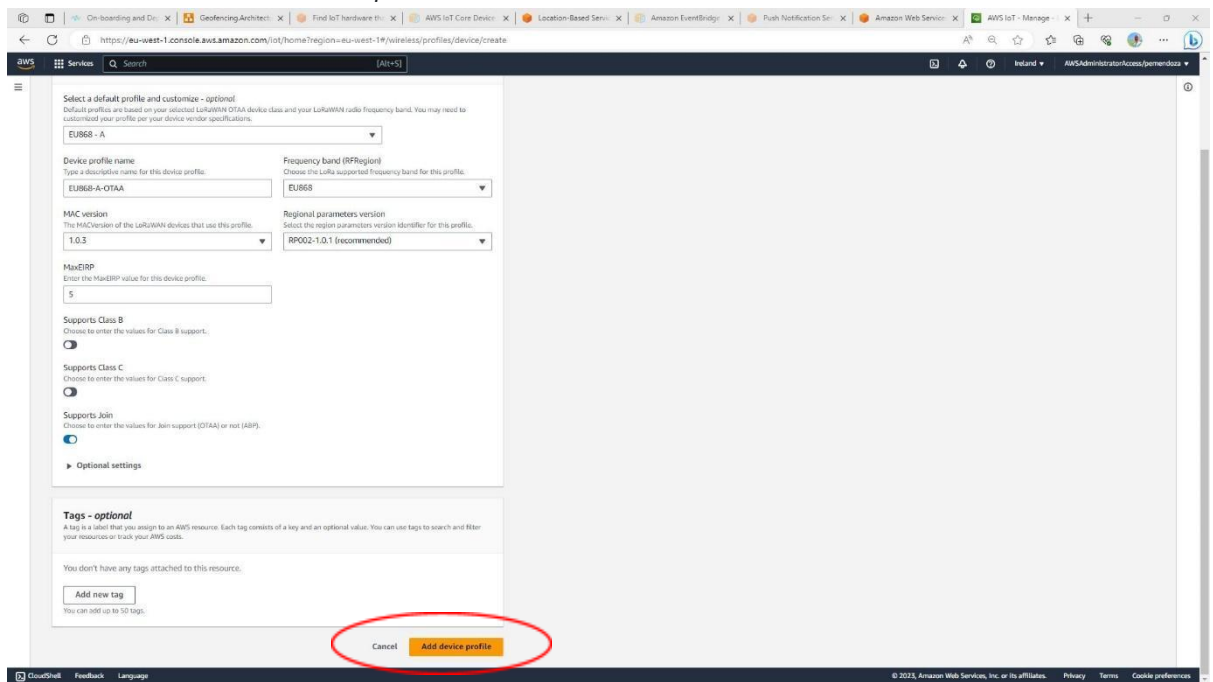 On-boarding and De
Geofencing.Architect
Find IoT hardware th
AWS IoT Core Device
Location-Based Servic
Amazon EventBridge
Push Notification Ser
Amazon Web Service
AWS IoT - Manage -
https://eu-west-1.console.aws.amazon.com/iot/home?region=eu-west-1#/wireless/profiles/device/create
aws
Services
Search
[Alt+S]
Ireland
AWSAdministratorAccess/pemendoza
Select a default profile and customize - optional
Default profiles are based on your selected LoRaWAN OTAA device class and your LoRaWAN radio frequency band. You may need to
customized your profile per your device vendor specifications.
EU868 - A
Device profile name
Type a descriptive name for this device profile.
EU868-A-OTAA
Frequency band (RFRegion)
Choose the LoRa supported frequency band for this profile.
EU868
MAC version
The MACVersion of the LoRaWAN devices that use this profile.
1.0.3
Regional parameters version
Select the region parameters version identifier for this profile.
RP002-1.0.1 (recommended)
MaxEIRP
Enter the MaxEIRP value for this device profile.
5
Supports Class B
Choose to enter the values for Class B support.
Supports Class C
Choose to enter the values for Class C support.
Supports Join
Choose to enter the values for Join support (OTAA) or not (ABP).
Optional settings
Tags - optional
A tag is a label that you assign to an AWS resource. Each tag consists of a key and an optional value. You can use tags to search and filter
your resources or track your AWS costs.
You don't have any tags attached to this resource.
Add new tag
You can add up to 50 tags.
Cancel
Add device profile
CloudShell
Feedback
Language
© 2023, Amazon Web Services, Inc. or its affiliates.
Privacy
Terms
Cookie preferences